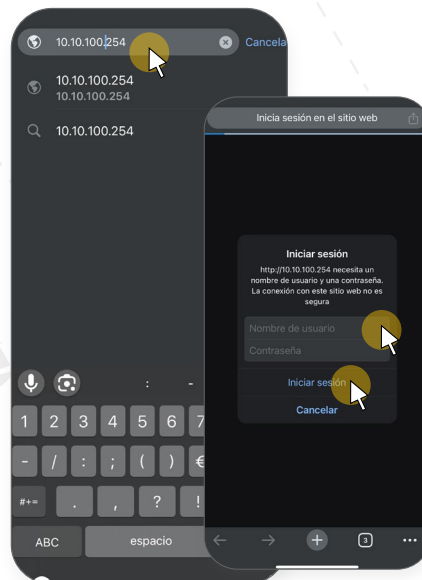 10.10.100.254
Cancela
10.10.100.254
10.10.100.254
10.10.100.254
: -
1 2 3 4 5 6 7
- / : ; ( ) €
#+= . , ? !
ABC espacio
Inicia sesión en el sitio web
Iniciar sesión
http://10.10.100.254 necesita un
nombre de usuario y una contraseña.
La conexión con este sitio web no es
segura
Nombre de usuario
Contraseña
Iniciar sesión
Cancelar
3